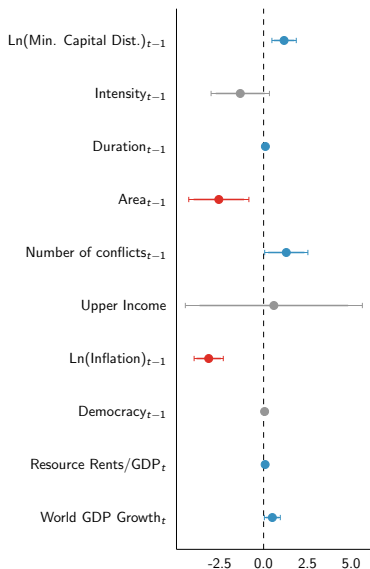 Ln(Min. Capital Dist.)ₜ₋₁
Intensityₜ₋₁
Durationₜ₋₁
Areaₜ₋₁
Number of conflictsₜ₋₁
Upper Income
Ln(Inflation)ₜ₋₁
Democracyₜ₋₁
Resource Rents/GDPₜ
World GDP Growthₜ
-2.5 0.0 2.5 5.0